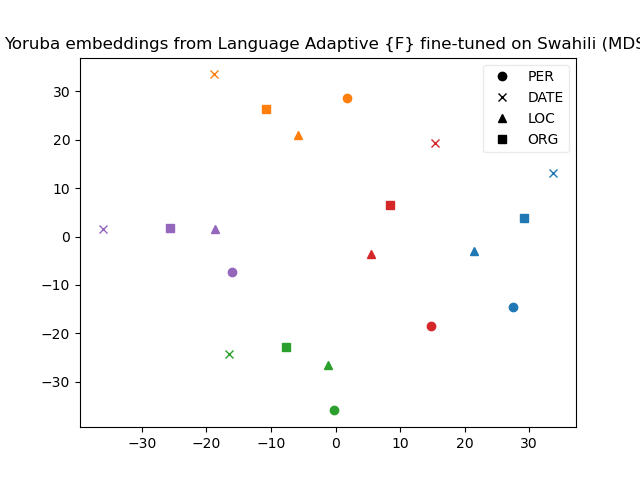 Yoruba embeddings from Language Adaptive {F} fine-tuned on Swahili (MDS
PER
DATE
LOC
ORG
30
20
10
0
−10
−20
−30
−30 −20 −10 0 10 20 30